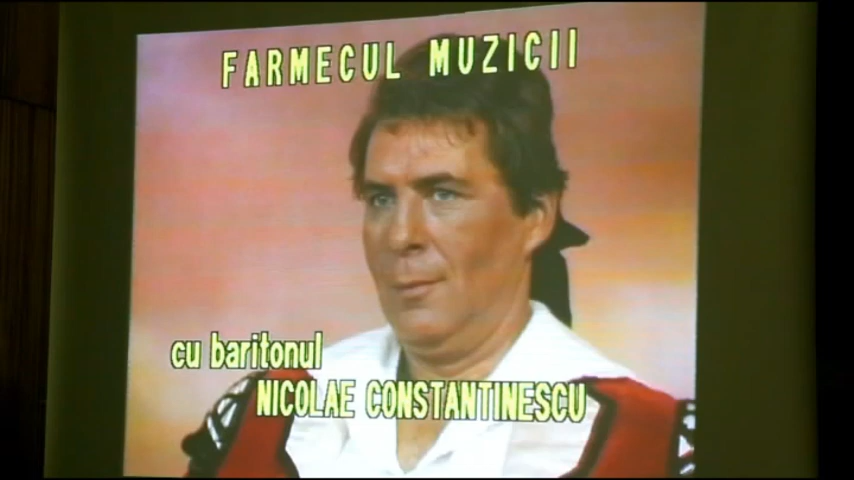 FARMECUL MUZICII
cu baritonul
NICOLAE CONSTANTINESCU